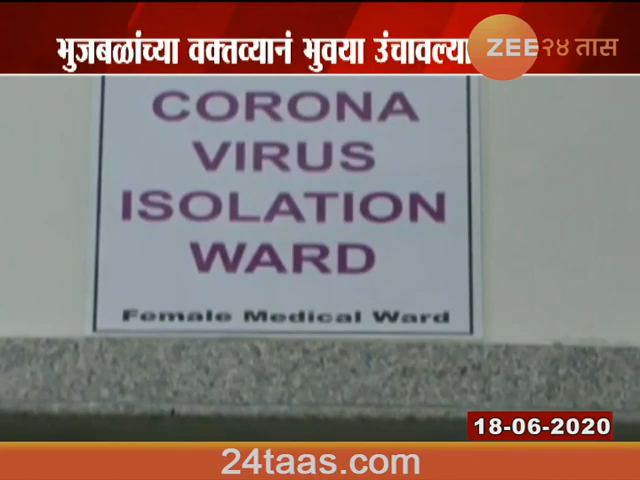 भुजबळांच्या वक्तव्यानं भुवया उंचावल्या
ZEE २४ तास
CORONA
VIRUS
ISOLATION
WARD
Female Medical Ward
18-06-2020
24taas.com